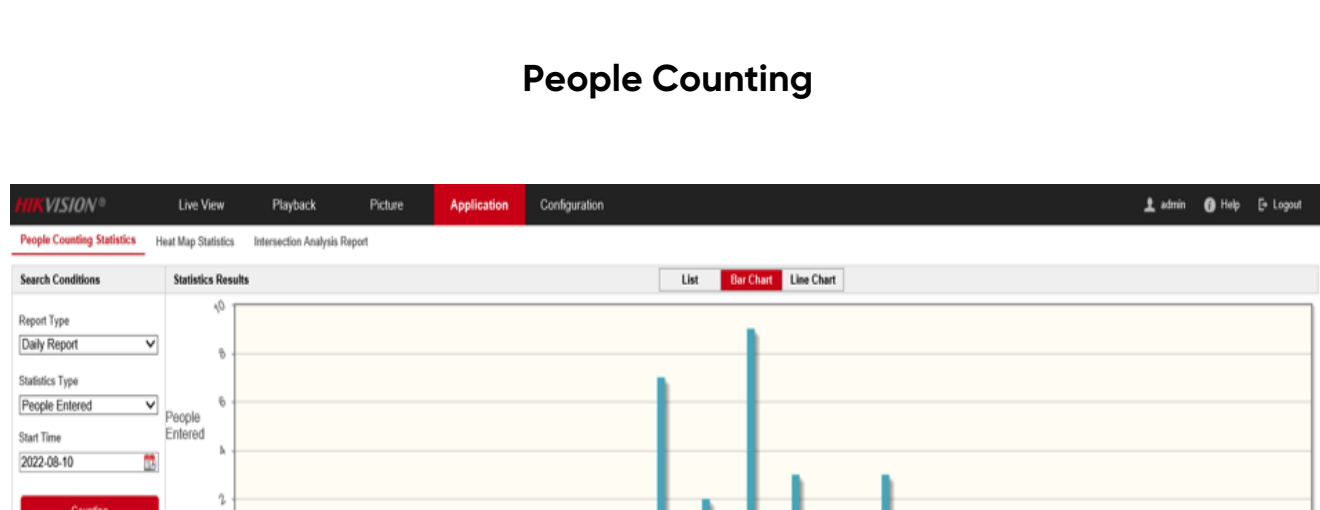 People Counting
HIKVISION® Live View Playback Picture Application Configuration admin Help Logout
People Counting Statistics Heat Map Statistics Intersection Analysis Report
Search Conditions Statistics Results List Bar Chart Line Chart
10
Report Type
Daily Report
8
Statistics Type
People Entered
6
People
Entered
Start Time
4
2022-08-10
2
Counting